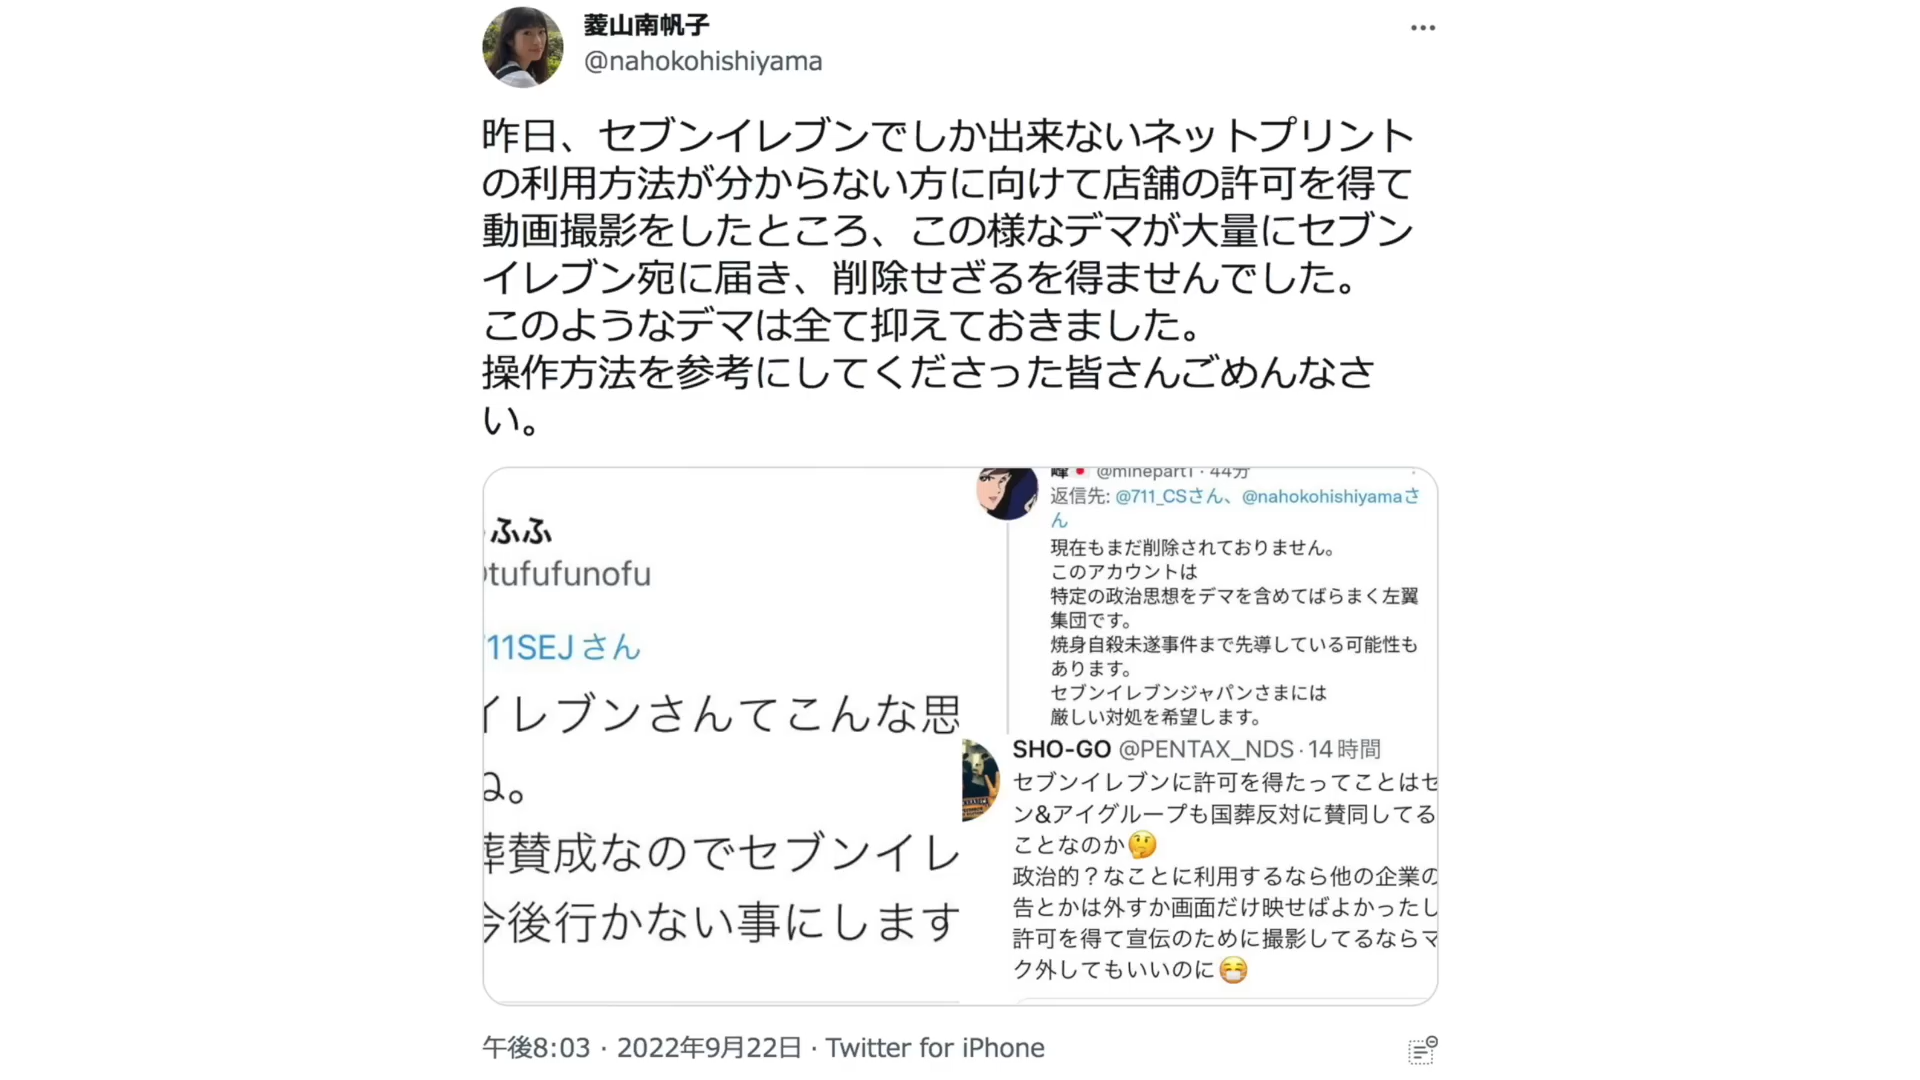 菱山南帆子
@nahokohishiyama
昨日、セブンイレブンでしか出来ないネットプリント
の利用方法が分からない方に向けて店舗の許可を得て
動画撮影をしたところ、この様なデマが大量にセブン
イレブン宛に届き、削除せざるを得ませんでした。
このようなデマは全て抑えておきました。
操作方法を参考にしてくださった皆さんごめんなさ
い。
ふふ
tufufunofu
11SEJさん
イレブンさんてこんな思
ね。
葬賛成なのでセブンイレ
今後行かない事にします
峰🇯🇵 @minepart1・44分
返信先: @711_CSさん、@nahokohishiyamaさ
ん
現在もまだ削除されておりません。
このアカウントは
特定の政治思想をデマを含めてばらまく左翼
集団です。
焼身自殺未遂事件まで先導している可能性も
あります。
セブンイレブンジャパンさまには
厳しい対処を希望します。
SHO-GO @PENTAX_NDS・14時間
セブンイレブンに許可を得たってことはセ
ン&アイグループも国葬反対に賛同してる
ことなのか🤔
政治的？なことに利用するなら他の企業の
告とかは外すか画面だけ映せばよかったし
許可を得て宣伝のために撮影してるならマ
ク外してもいいのに😷
午後8:03 · 2022年9月22日 · Twitter for iPhone